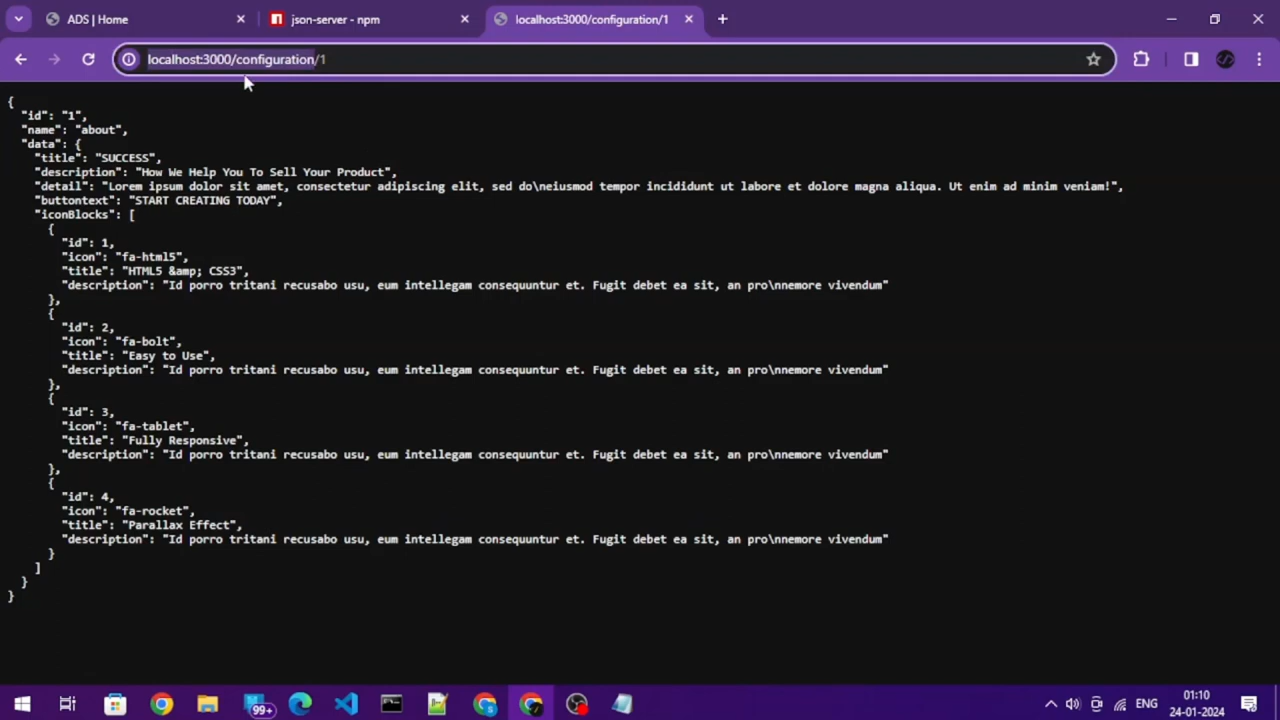 ADS | Home
json-server - npm
localhost:3000/configuration/1
localhost:3000/configuration/1
{
"id": "1",
"name": "about",
"data": {
"title": "SUCCESS",
"description": "How We Help You To Sell Your Product",
"detail": "Lorem ipsum dolor sit amet, consectetur adipiscing elit, sed do\neiusmod tempor incididunt ut labore et dolore magna aliqua. Ut enim ad minim veniam!",
"buttontext": "START CREATING TODAY",
"iconBlocks": [
{
"id": 1,
"icon": "fa-html5",
"title": "HTML5 &amp; CSS3",
"description": "Id porro tritani recusabo usu, eum intellegam consequuntur et. Fugit debet ea sit, an pro\nnemore vivendum"
},
{
"id": 2,
"icon": "fa-bolt",
"title": "Easy to Use",
"description": "Id porro tritani recusabo usu, eum intellegam consequuntur et. Fugit debet ea sit, an pro\nnemore vivendum"
},
{
"id": 3,
"icon": "fa-tablet",
"title": "Fully Responsive",
"description": "Id porro tritani recusabo usu, eum intellegam consequuntur et. Fugit debet ea sit, an pro\nnemore vivendum"
},
{
"id": 4,
"icon": "fa-rocket",
"title": "Parallax Effect",
"description": "Id porro tritani recusabo usu, eum intellegam consequuntur et. Fugit debet ea sit, an pro\nnemore vivendum"
}
]
}
}
99+
ENG
01:10
24-01-2024